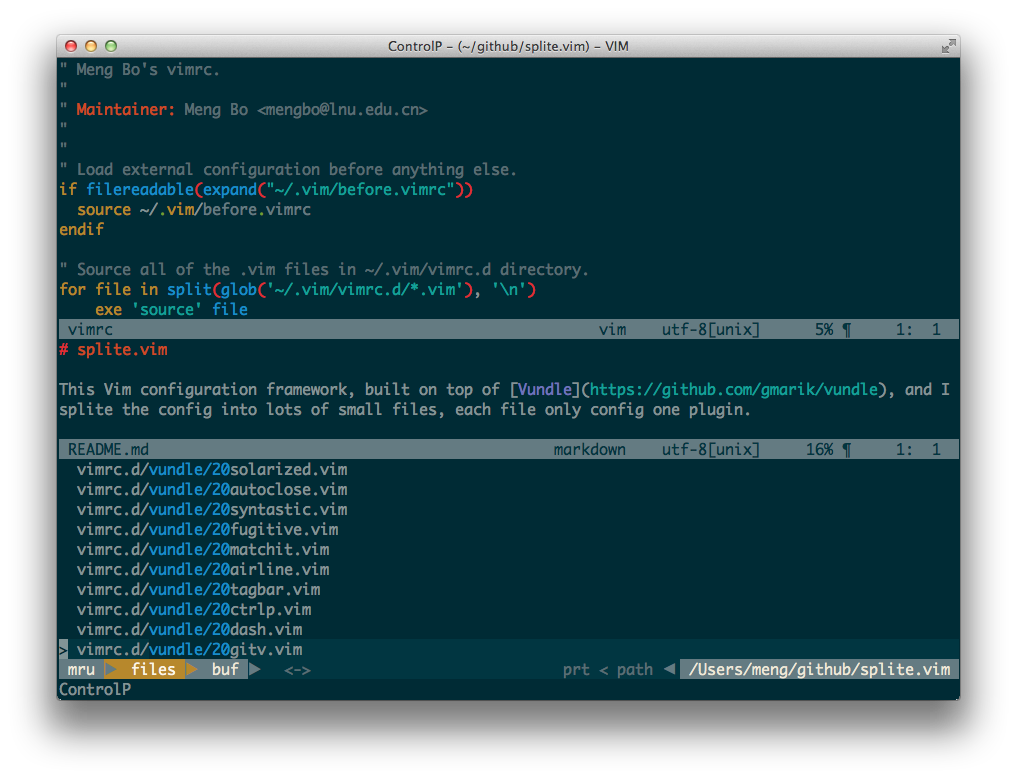 ControlP – (~/github/splite.vim) – VIM
" Meng Bo's vimrc.
"
" Maintainer: Meng Bo <mengbo@lnu.edu.cn>
"
"
" Load external configuration before anything else.
if filereadable(expand("~/.vim/before.vimrc"))
  source ~/.vim/before.vimrc
endif

" Source all of the .vim files in ~/.vim/vimrc.d directory.
for file in split(glob('~/.vim/vimrc.d/*.vim'), '\n')
    exe 'source' file
 vimrc vim utf-8[unix] 5% ¶ 1: 1
# splite.vim

This Vim configuration framework, built on top of [Vundle](https://github.com/gmarik/vundle), and I
splite the config into lots of small files, each file only config one plugin.

 README.md markdown utf-8[unix] 16% ¶ 1: 1
  vimrc.d/vundle/20solarized.vim
  vimrc.d/vundle/20autoclose.vim
  vimrc.d/vundle/20syntastic.vim
  vimrc.d/vundle/20fugitive.vim
  vimrc.d/vundle/20matchit.vim
  vimrc.d/vundle/20airline.vim
  vimrc.d/vundle/20tagbar.vim
  vimrc.d/vundle/20ctrlp.vim
  vimrc.d/vundle/20dash.vim
> vimrc.d/vundle/20gitv.vim
 mru files buf <-> prt < path /Users/meng/github/splite.vim
ControlP